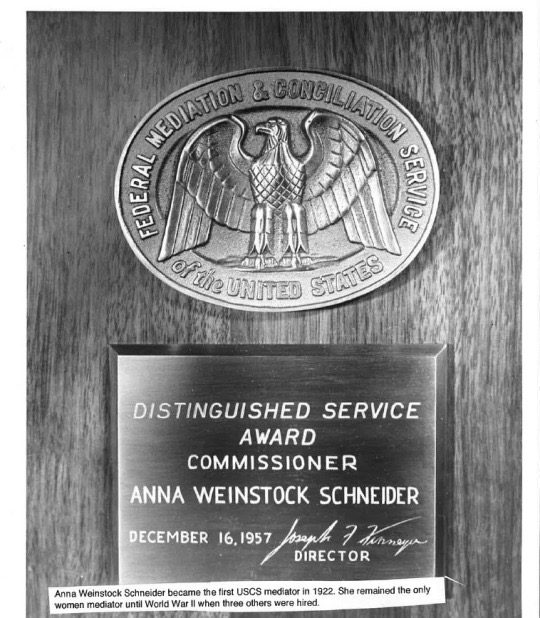 FEDERAL MEDIATION & CONCILIATION SERVICE
of the UNITED STATES
DISTINGUISHED SERVICE
AWARD
COMMISSIONER
ANNA WEINSTOCK SCHNEIDER
DECEMBER 16, 1957 Joseph F Finnegan
DIRECTOR
Anna Weinstock Schneider became the first USCS mediator in 1922. She remained the only
women mediator until World War II when three others were hired.